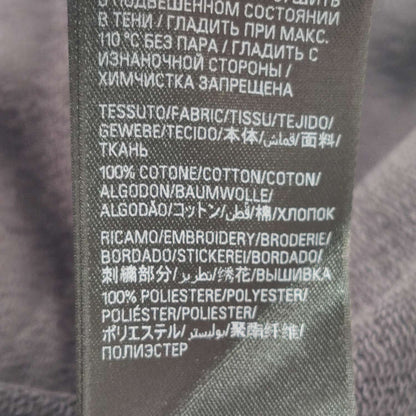 В ПОДВЕШЕННОМ СОСТОЯНИИ
В ТЕНИ / ГЛАДИТЬ ПРИ МАКС.
110 °C БЕЗ ПАРА / ГЛАДИТЬ С
ИЗНАНОЧНОЙ СТОРОНЫ /
ХИМЧИСТКА ЗАПРЕЩЕНА
TESSUTO/FABRIC/TISSU/TEJIDO/
GEWEBE/TECIDO/本体/قماش/面料/
ТКАНЬ
100% COTONE/COTTON/COTON/
ALGODON/BAUMWOLLE/
ALGODÃO/コットン/قطن/棉/ХЛОПОК
RICAMO/EMBROIDERY/BRODERIE/
BORDADO/STICKEREI/BORDADO/
刺繍部分/تطريز/绣花/ВЫШИВКА
100% POLIESTERE/POLYESTER/
POLIÉSTER/POLYESTER/
ポリエステル/بوليستر/聚酯纤维/
ПОЛИЭСТЕР